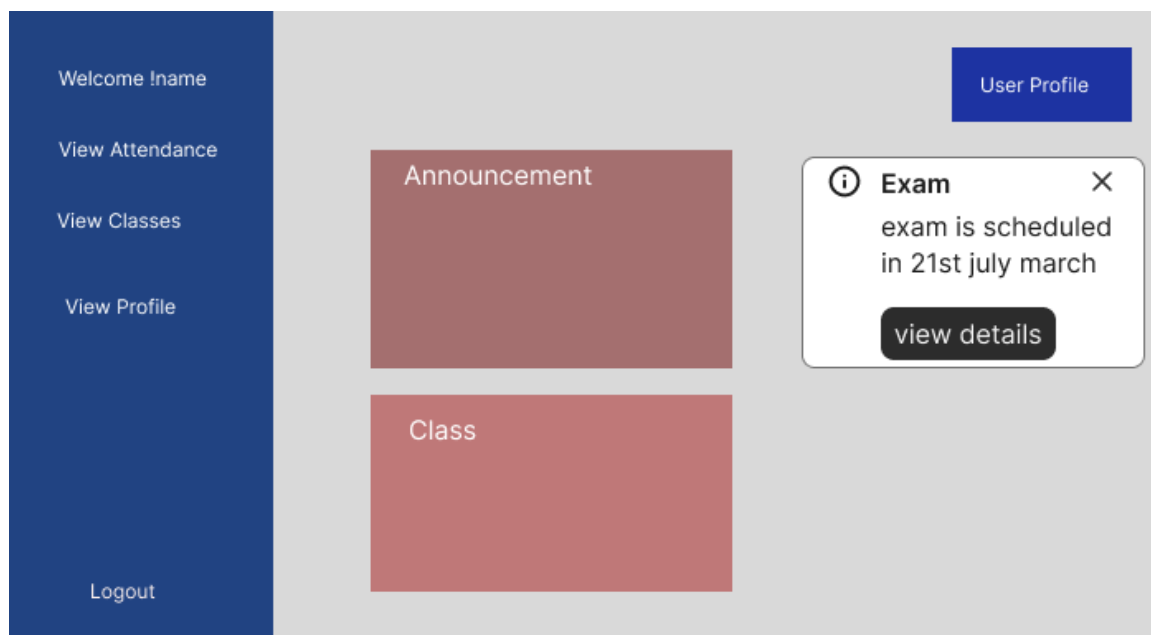 Welcome !name
View Attendance
View Classes
View Profile
Logout
User Profile
Announcement
Class
Exam
exam is scheduled
in 21st july march
view details